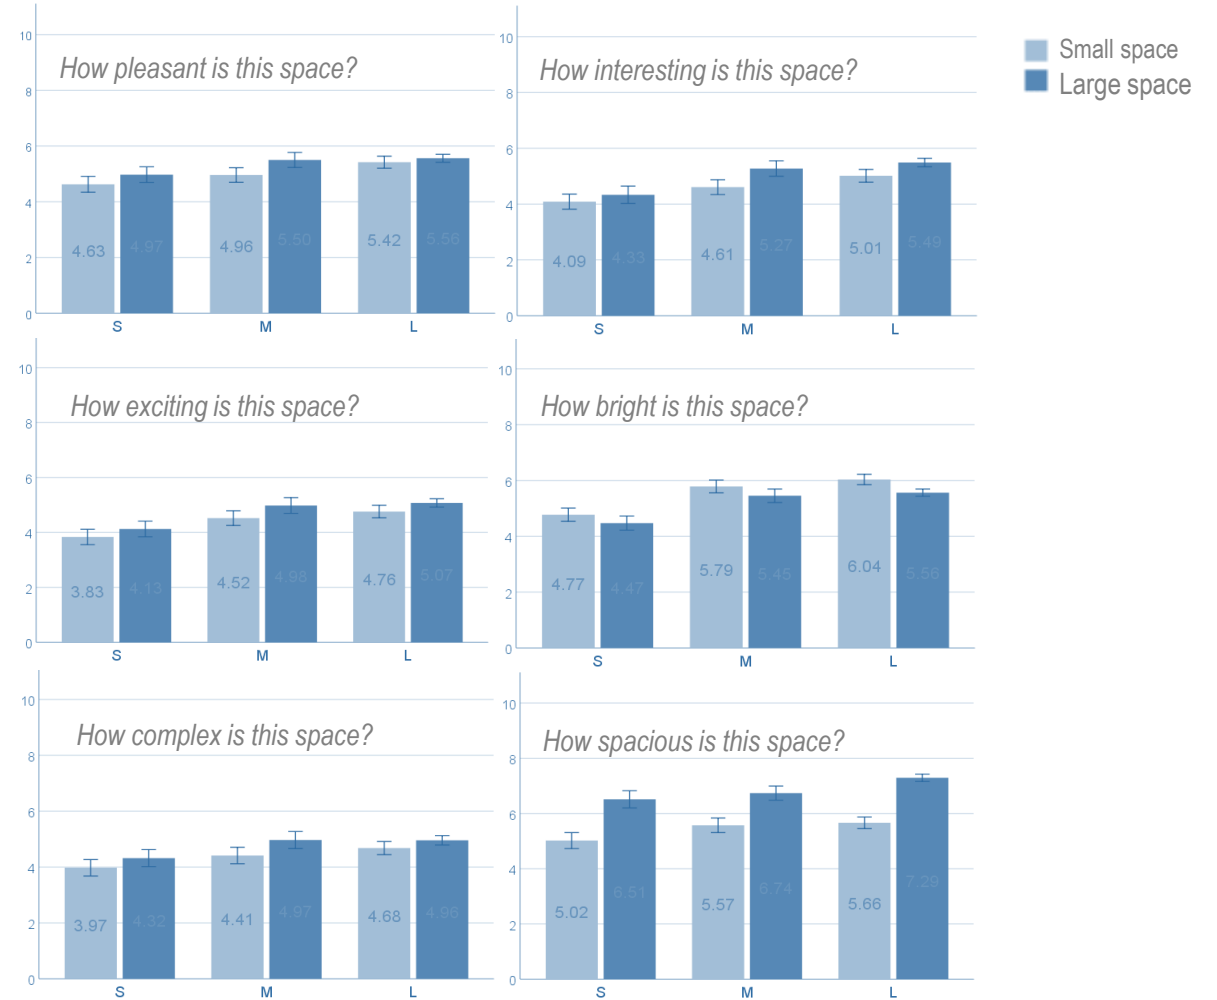 How pleasant is this space?
10
8
6
4
2
0
4.63 4.97 4.96 5.50 5.42 5.56
S M L
How interesting is this space?
10
8
6
4
2
0
4.09 4.33 4.61 5.27 5.01 5.49
S M L
Small space
Large space
How exciting is this space?
10
8
6
4
2
0
3.83 4.13 4.52 4.98 4.76 5.07
S M L
How bright is this space?
10
8
6
4
2
0
4.77 4.47 5.79 5.45 6.04 5.56
S M L
How complex is this space?
10
8
6
4
2
0
3.97 4.32 4.41 4.97 4.68 4.96
S M L
How spacious is this space?
10
8
6
4
2
0
5.02 6.51 5.57 6.74 5.66 7.29
S M L